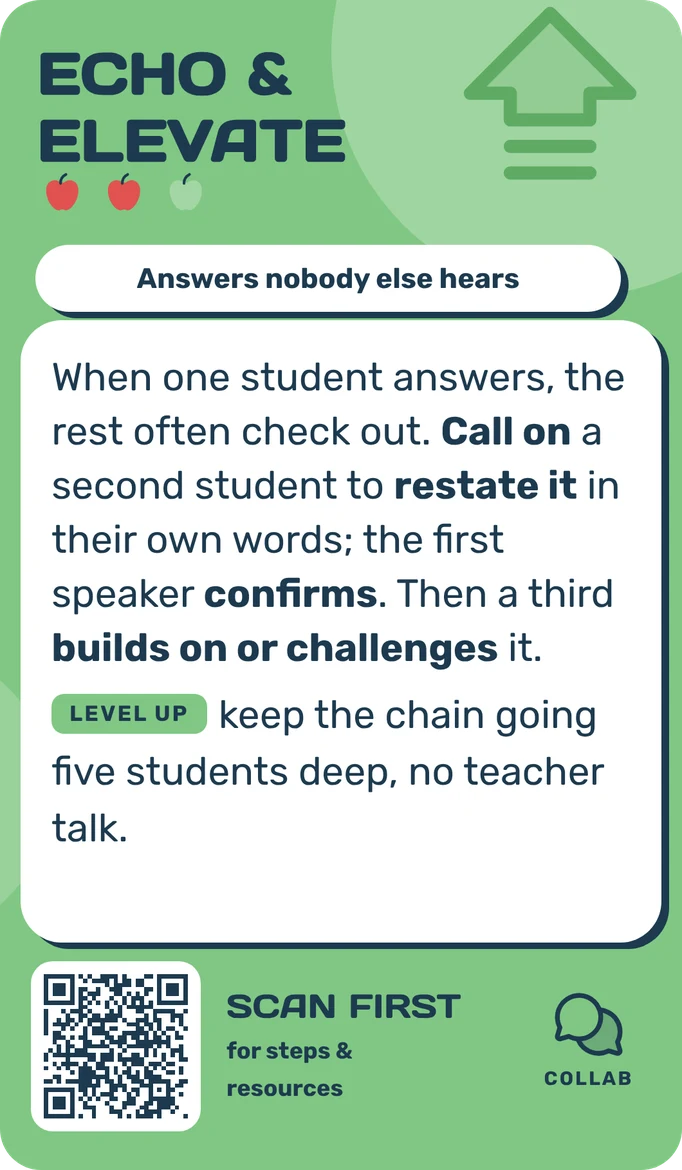 ECHO &
ELEVATE
Answers nobody else hears
When one student answers, the
rest often check out. Call on a
second student to restate it in
their own words; the first
speaker confirms. Then a third
builds on or challenges it.
LEVEL UP keep the chain going
five students deep, no teacher
talk.
SCAN FIRST
for steps &
resources
COLLAB